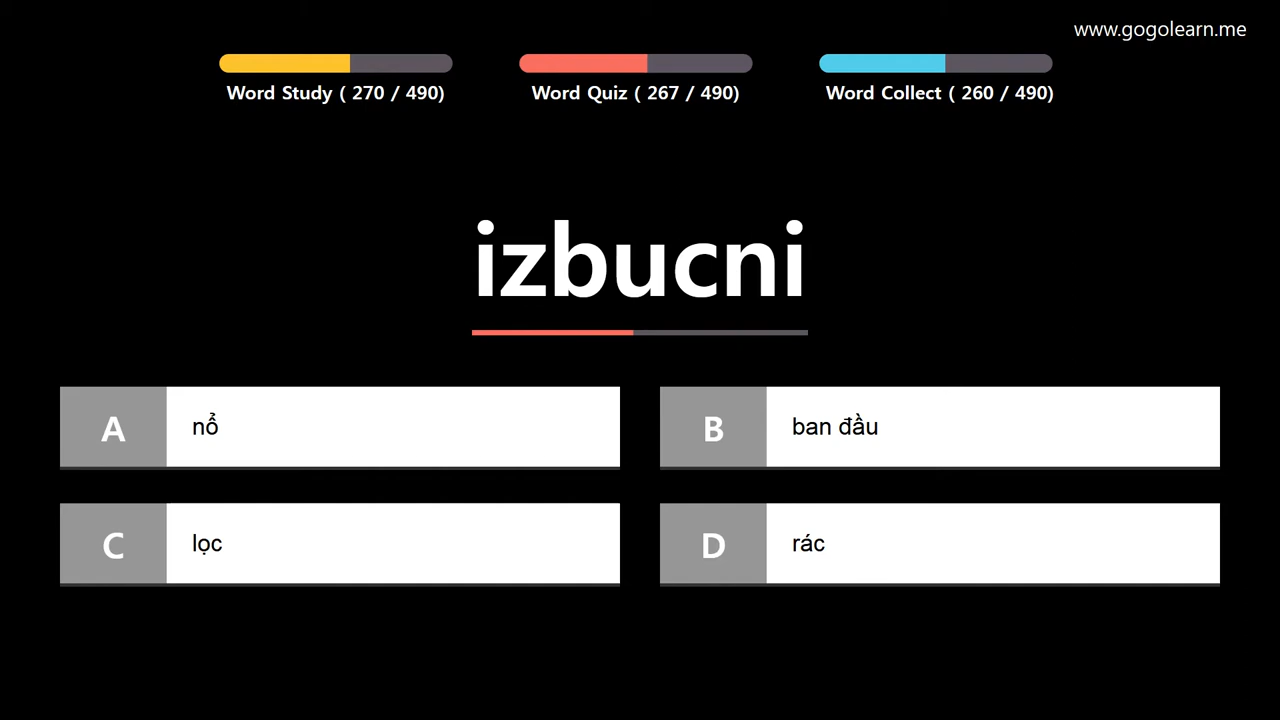 www.gogolearn.me
Word Study ( 270 / 490)
Word Quiz ( 267 / 490)
Word Collect ( 260 / 490)
izbucni
A
nổ
B
ban đầu
C
lọc
D
rác